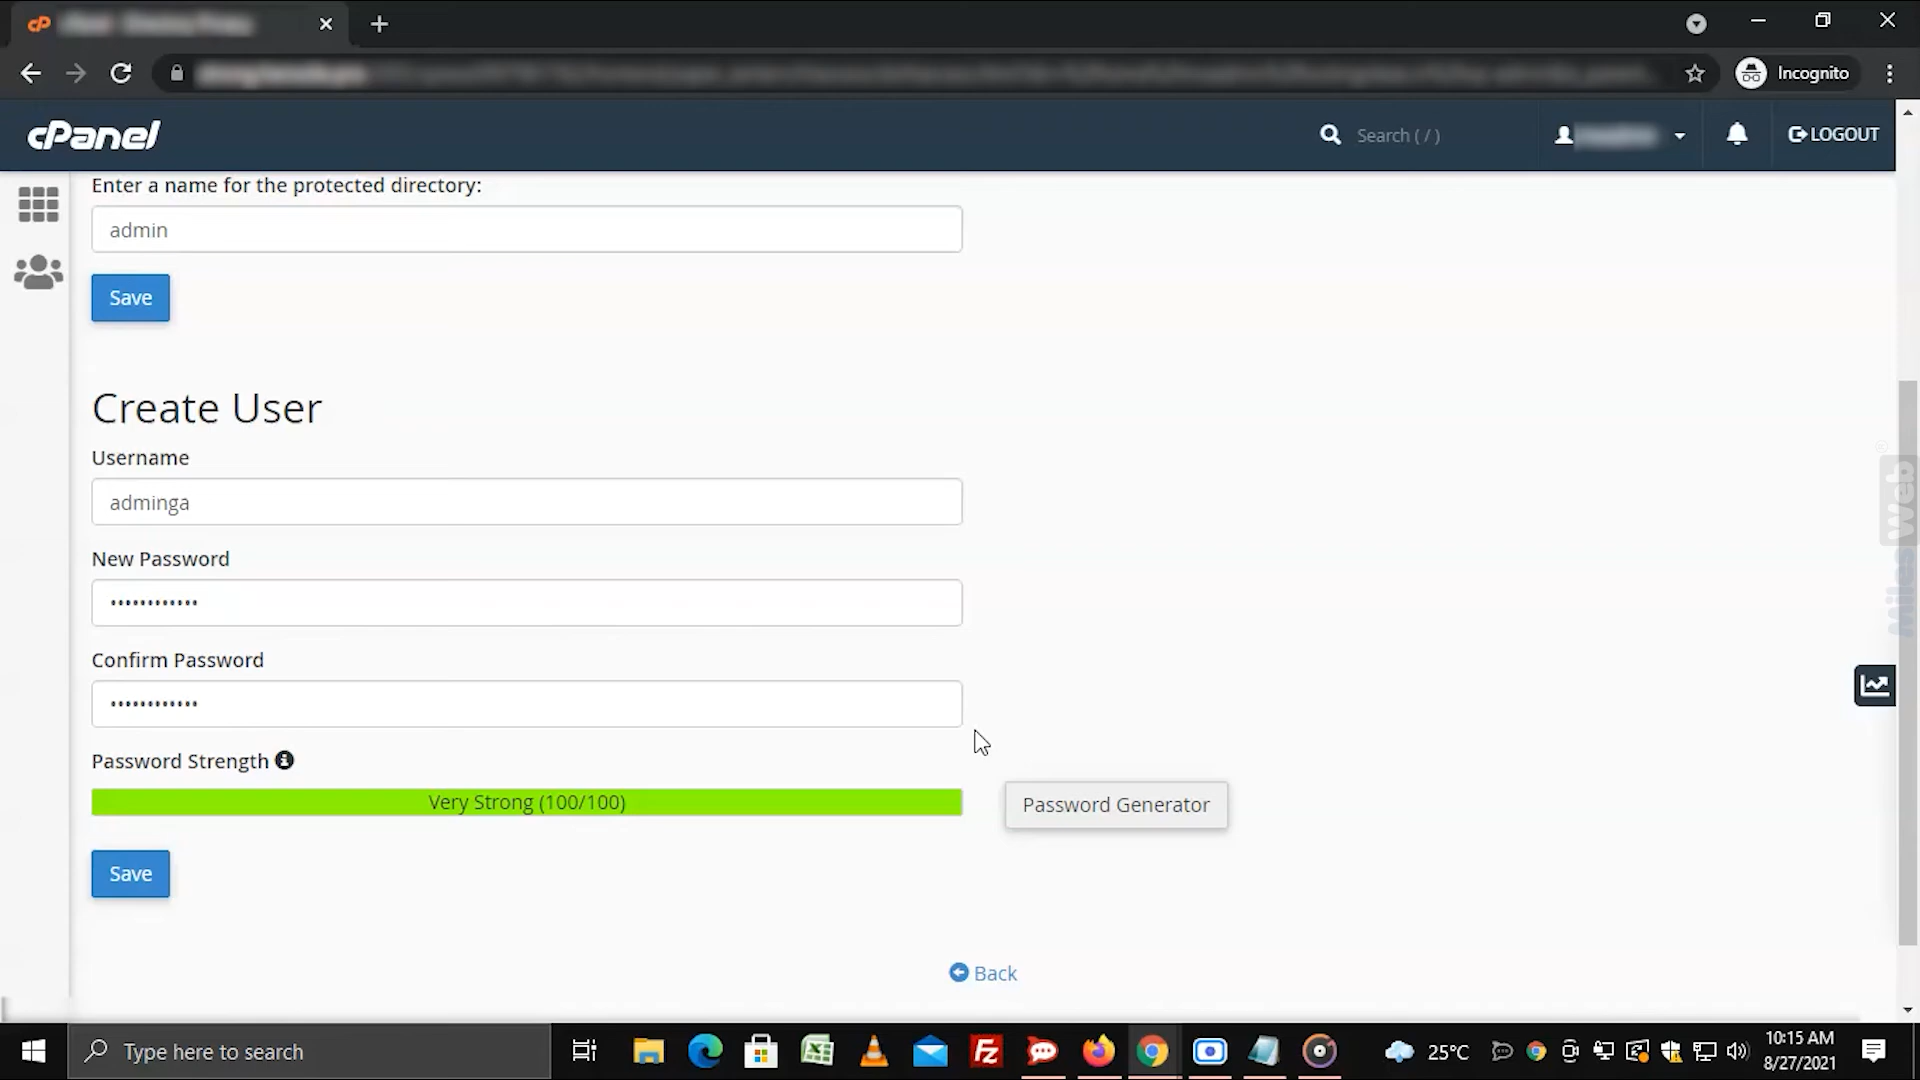 cP
Incognito
cPanel
Search ( / )
LOGOUT
Enter a name for the protected directory:
admin
Save
Create User
Username
adminga
New Password
••••••••••••
Confirm Password
••••••••••••
Password Strength
Very Strong (100/100)
Password Generator
Save
Back
MilesWeb
Type here to search
25°C
10:15 AM
8/27/2021